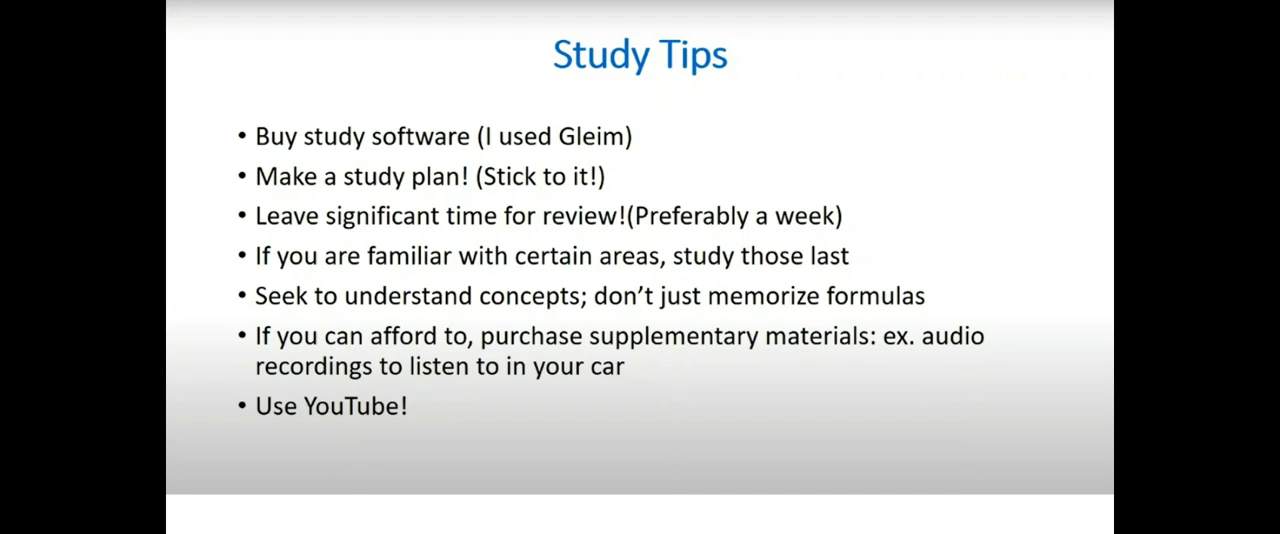 Study Tips
• Buy study software (I used Gleim)
• Make a study plan! (Stick to it!)
• Leave significant time for review!(Preferably a week)
• If you are familiar with certain areas, study those last
• Seek to understand concepts; don’t just memorize formulas
• If you can afford to, purchase supplementary materials: ex. audio
recordings to listen to in your car
• Use YouTube!